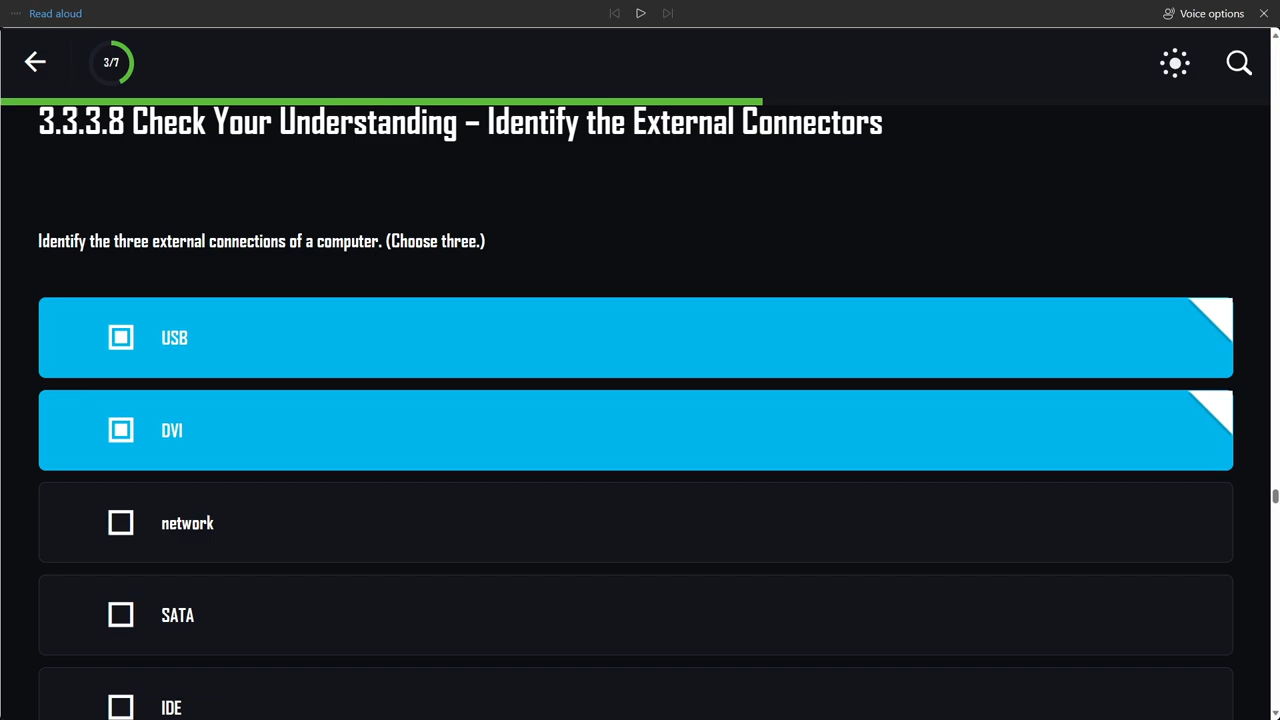 Read aloud
Voice options
3/7
3.3.3.8 Check Your Understanding – Identify the External Connectors
Identify the three external connections of a computer. (Choose three.)
USB
DVI
network
SATA
IDE